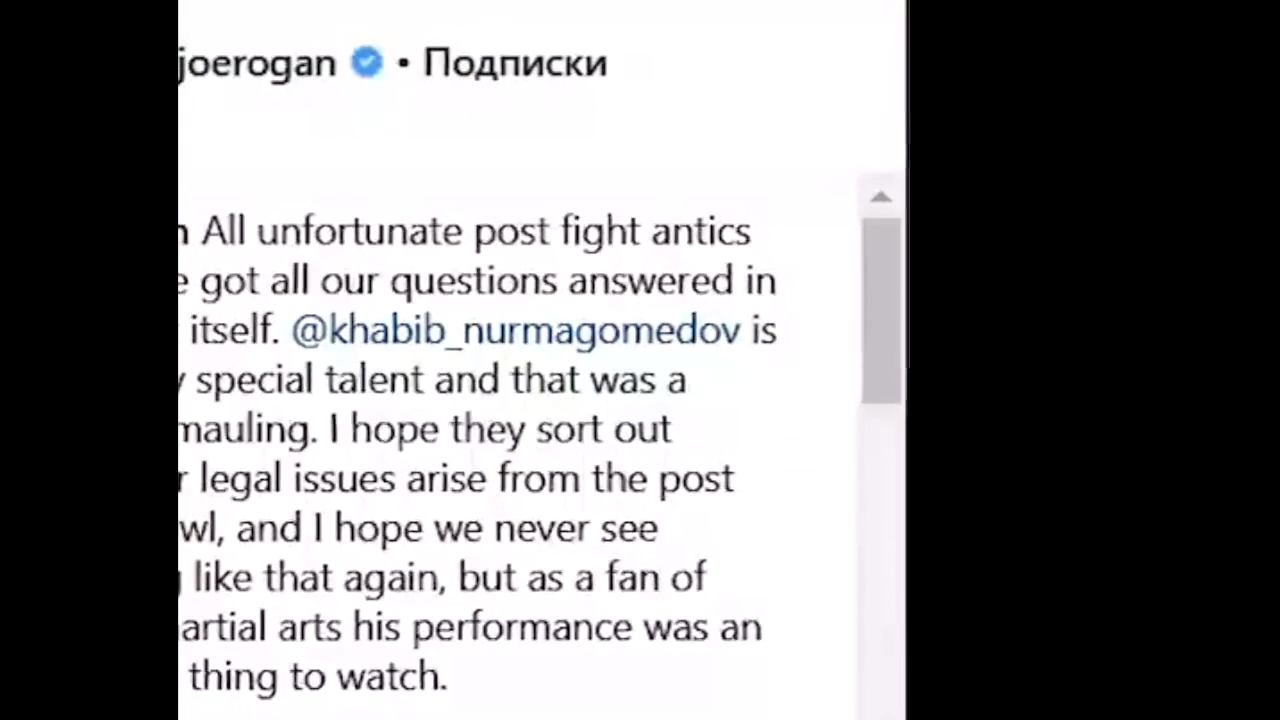 joerogan • Подписки
All unfortunate post fight antics
got all our questions answered in
itself. @khabib_nurmagomedov is
special talent and that was a
mauling. I hope they sort out
legal issues arise from the post
wl, and I hope we never see
like that again, but as a fan of
artial arts his performance was an
thing to watch.